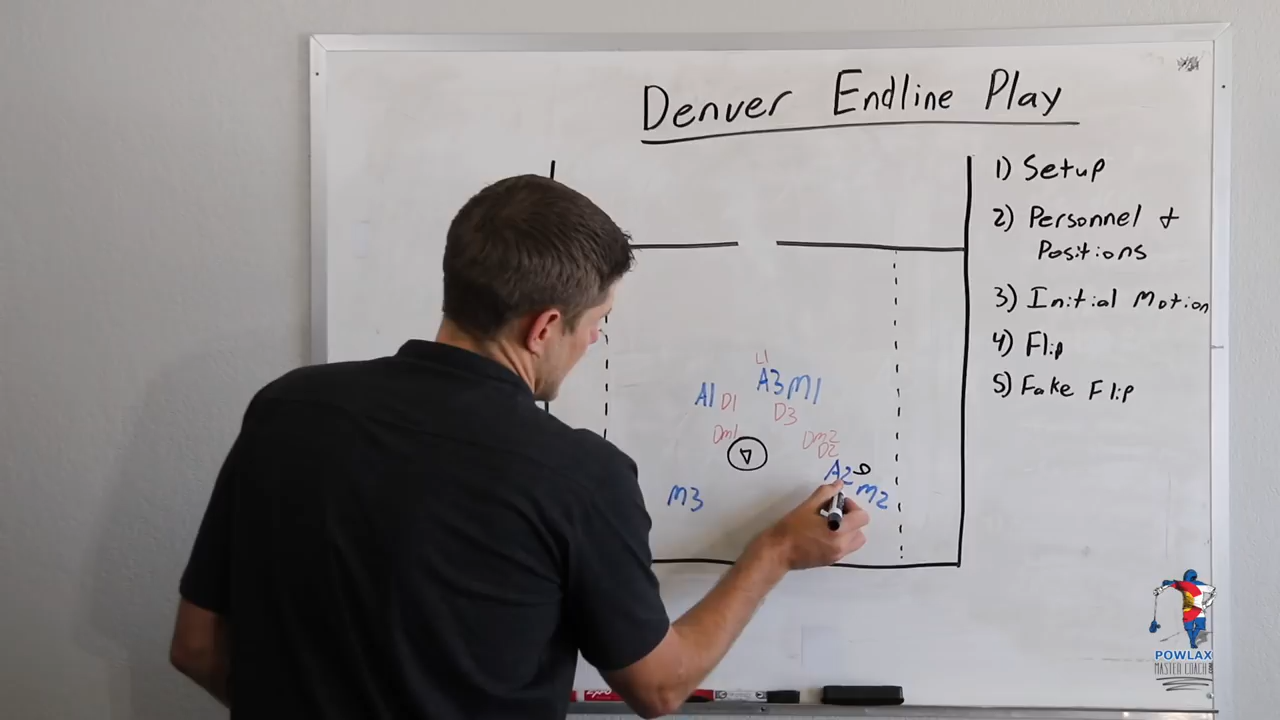 Denver Endline Play
1) Setup
2) Personnel +
Positions
3) Initial Motion
4) Flip
5) Fake Flip
L1
A3 M1
A1 D1
D3
Dm1
Dm2
D2
A2
M3
M2
EXPO
POWLAX
MASTER COACH